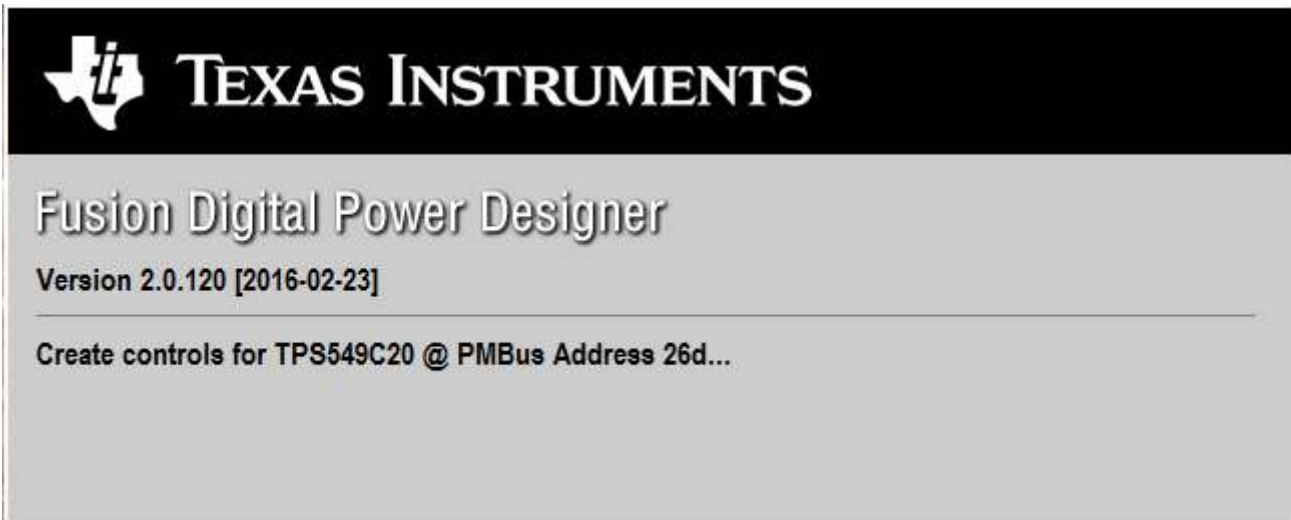 TEXAS INSTRUMENTS
Fusion Digital Power Designer
Version 2.0.120 [2016-02-23]
Create controls for TPS549C20 @ PMBus Address 26d...